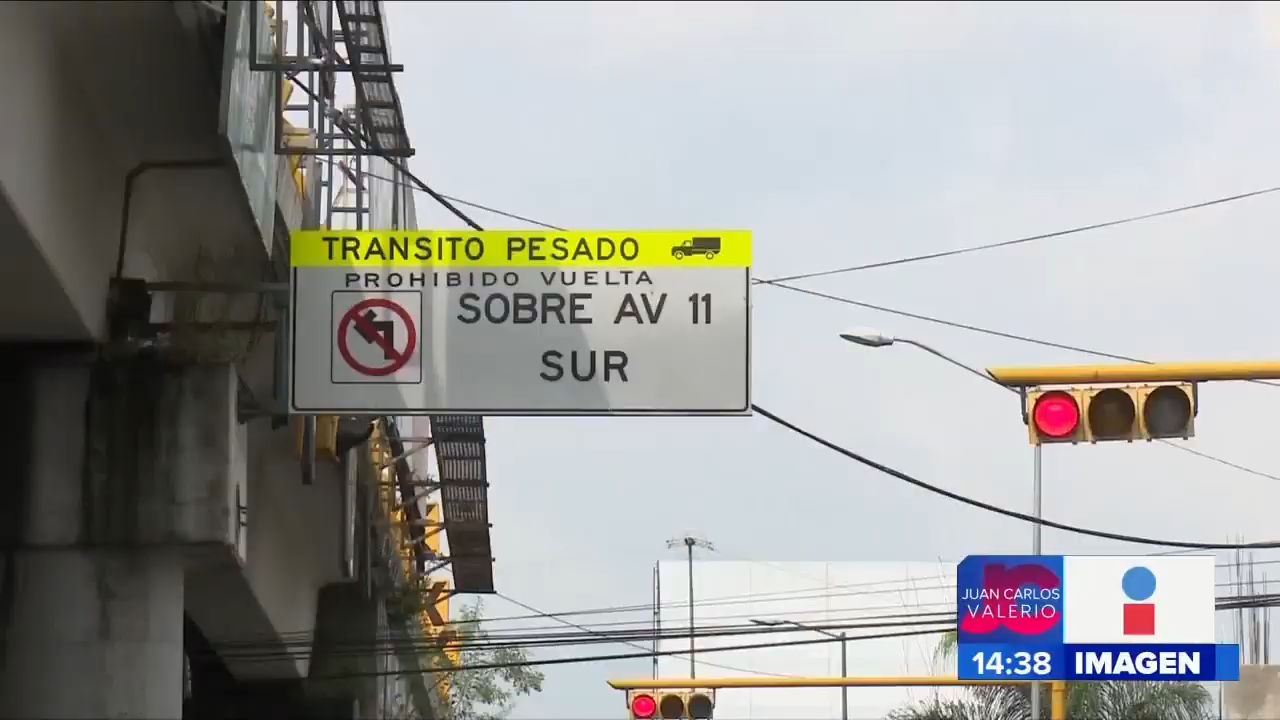 TRANSITO PESADO
PROHIBIDO VUELTA
SOBRE AV 11
SUR
JUAN CARLOS
VALERIO
14:38
IMAGEN